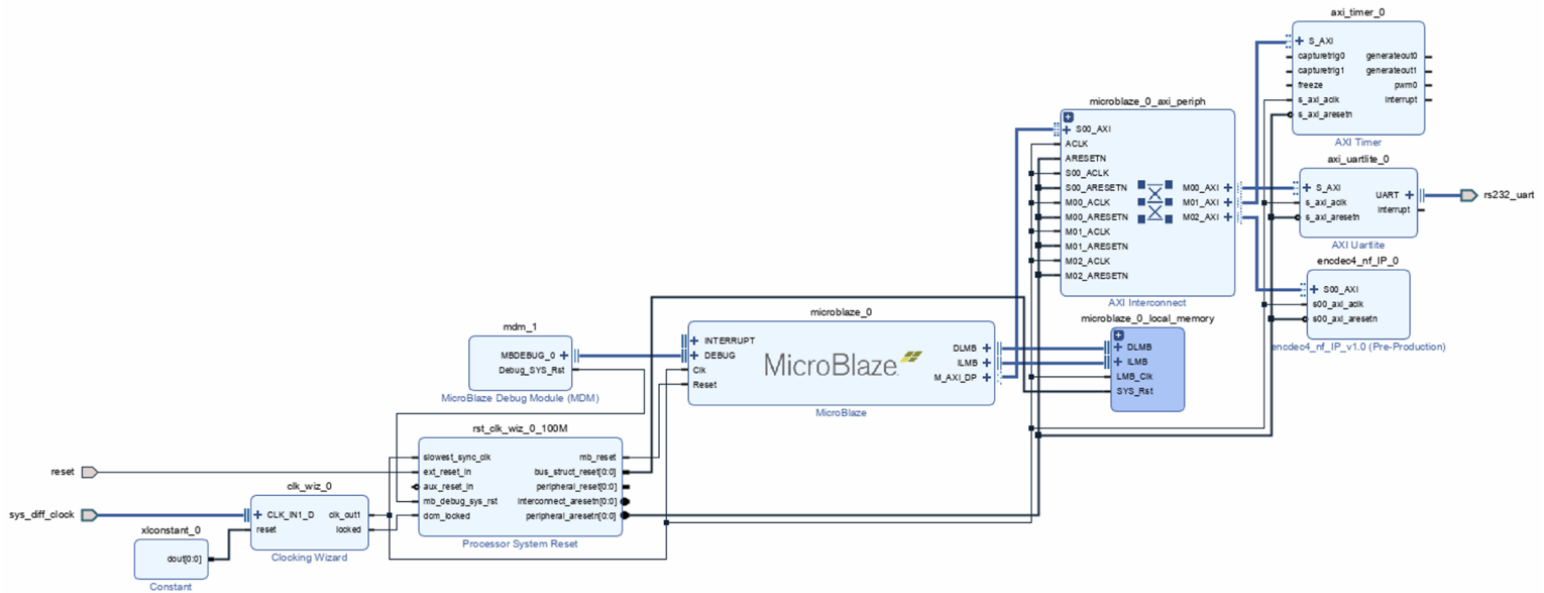 axi_timer_0
S_AXI
capturetrig0 generateout0
capturetrig1 generateout1
freeze pwm0
s_axi_aclk interrupt
s_axi_aresetn
AXI Timer
microblaze_0_axi_periph
S00_AXI
ACLK
ARESETN
S00_ACLK
S00_ARESETN M00_AXI
M00_ACLK M01_AXI
M00_ARESETN M02_AXI
M01_ACLK
M01_ARESETN
M02_ACLK
M02_ARESETN
AXI Interconnect
axi_uartlite_0
S_AXI UART
s_axi_aclk interrupt
s_axi_aresetn
AXI Uartlite
rs232_uart
encdec4_nf_IP_0
S00_AXI
s00_axi_aclk
s00_axi_aresetn
encdec4_nf_IP_v1.0 (Pre-Production)
microblaze_0_local_memory
DLMB
ILMB
LMB_Clk
SYS_Rst
microblaze_0
INTERRUPT
DEBUG DLMB
Clk ILMB
Reset M_AXI_DP
MicroBlaze
MicroBlaze
mdm_1
MBDEBUG_0
Debug_SYS_Rst
MicroBlaze Debug Module (MDM)
rst_clk_wiz_0_100M
slowest_sync_clk mb_reset
ext_reset_in bus_struct_reset[0:0]
aux_reset_in peripheral_reset[0:0]
mb_debug_sys_rst interconnect_aresetn[0:0]
dcm_locked peripheral_aresetn[0:0]
Processor System Reset
reset
sys_diff_clock
clk_wiz_0
CLK_IN1_D clk_out1
reset locked
Clocking Wizard
xlconstant_0
dout[0:0]
Constant